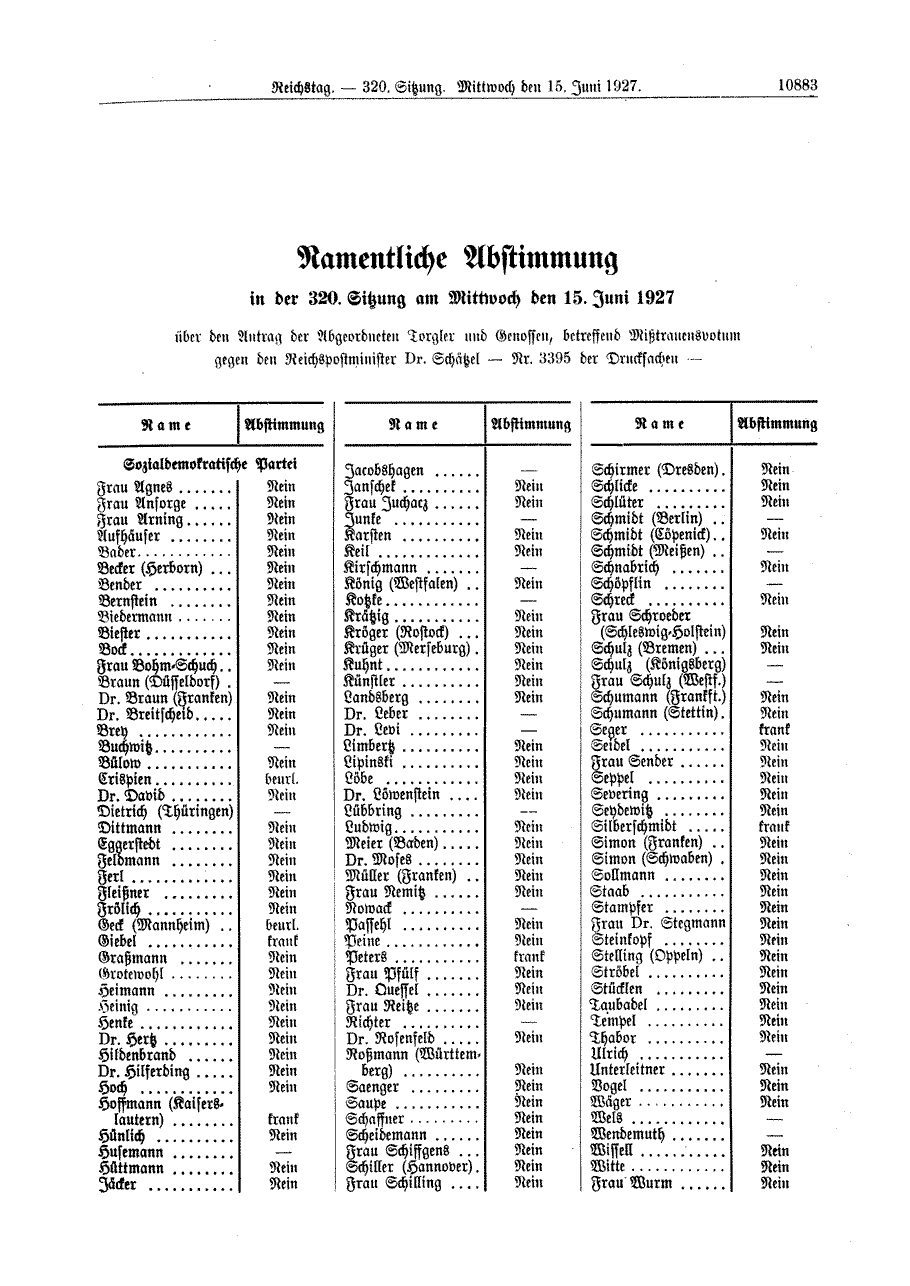 Reichstag. — 320. Sitzung. Mittwoch den 15. Juni 1927. 10883
Namentliche Abstimmung
in der 320. Sitzung am Mittwoch den 15. Juni 1927
über den Antrag der Abgeordneten Torgler und Genossen, betreffend Mißtrauensvotum
gegen den Reichspostminister Dr. Schätzel — Nr. 3395 der Drucksachen —
Name Abstimmung
Sozialdemokratische Partei
Frau Agnes ....... Nein
Frau Ansorge ..... Nein
Frau Arning...... Nein
Aufhäuser ........ Nein
Bader............ Nein
Becker (Herborn) ... Nein
Bender .......... Nein
Bernstein ........ Nein
Biedermann ....... Nein
Biester ........... Nein
Bock............. Nein
Frau Bohm-Schuch.. Nein
Braun (Düsseldorf) . —
Dr. Braun (Franken) Nein
Dr. Breitscheid..... Nein
Brey ............ Nein
Buchwitz.......... —
Bülow ........... Nein
Crispien.......... beurl.
Dr. David ........ Nein
Dietrich (Thüringen) —
Dittmann ........ Nein
Eggerstedt ........ Nein
Feldmann ........ Nein
Ferl ............. Nein
Fleißner ......... Nein
Frölich ........... Nein
Geck (Mannheim) .. beurl.
Giebel ........... krank
Graßmann ........ Nein
Grotewohl ........ Nein
Heimann ......... Nein
Heinig ........... Nein
Henke ............ Nein
Dr. Hertz ......... Nein
Hildenbrand ...... Nein
Dr. Hilferding ..... Nein
Hoch ............ Nein
Hoffmann (Kaisers-
lautern) ........ krank
Hünlich .......... Nein
Husemann ........ —
Hüttmann ........ Nein
Jäcker ........... Nein
Name Abstimmung
Jacobshagen ...... —
Janschek .......... Nein
Frau Juchacz ...... Nein
Junke ........... —
Karsten .......... Nein
Keil ............. Nein
Kirschmann ....... —
König (Westfalen) .. Nein
Kotzke............ —
Krätzig ........... Nein
Kröger (Rostock) ... Nein
Krüger (Merseburg) . Nein
Kuhnt............ Nein
Künstler .......... Nein
Landsberg ........ Nein
Dr. Leber ........ —
Dr. Levi ......... —
Limbertz .......... Nein
Lipinski .......... Nein
Löbe ............ Nein
Dr. Löwenstein .... Nein
Lübbring ......... —
Ludwig........... Nein
Meier (Baden)..... Nein
Dr. Moses ........ Nein
Müller (Franken) .. Nein
Frau Nemitz ...... Nein
Nowack .......... —
Passehl .......... Nein
Peine ............ Nein
Peters ........... krank
Frau Pfülf ....... Nein
Dr. Quessel ....... Nein
Frau Reitze ....... Nein
Richter .......... —
Dr. Rosenfeld ..... Nein
Roßmann (Württem-
berg) .......... Nein
Saenger .......... Nein
Saupe ........... Nein
Schaffner ......... Nein
Scheidemann ...... Nein
Frau Schiffgens ... Nein
Schiller (Hannover). Nein
Frau Schilling .... Nein
Name Abstimmung
Schirmer (Dresden). Nein
Schlicke .......... Nein
Schlüter ......... Nein
Schmidt (Berlin) .. —
Schmidt (Cöpenick).. Nein
Schmidt (Meißen) .. —
Schnabrich ....... Nein
Schöpflin ........ —
Schreck .......... Nein
Frau Schroeder
(Schleswig-Holstein) Nein
Schulz (Bremen) ... Nein
Schulz (Königsberg) —
Frau Schulz (Westf.) —
Schumann (Frankft.) Nein
Schumann (Stettin). Nein
Seger ........... krank
Seidel ........... Nein
Frau Sender ...... Nein
Seppel .......... Nein
Severing ......... Nein
Seydewitz ......... Nein
Silberschmidt ..... krank
Simon (Franken) .. Nein
Simon (Schwaben) . Nein
Sollmann ........ Nein
Staab ........... Nein
Stampfer ........ Nein
Frau Dr. Stegmann Nein
Steinkopf ........ Nein
Stelling (Oppeln) .. Nein
Ströbel .......... Nein
Stücklen ......... Nein
Taubadel ......... Nein
Tempel .......... Nein
Thabor .......... Nein
Ulrich ........... —
Unterleitner ....... Nein
Vogel ........... Nein
Wäger ........... Nein
Wels ............ —
Wendemuth ....... —
Wissell ........... Nein
Witte ............ Nein
Frau Wurm ...... Nein